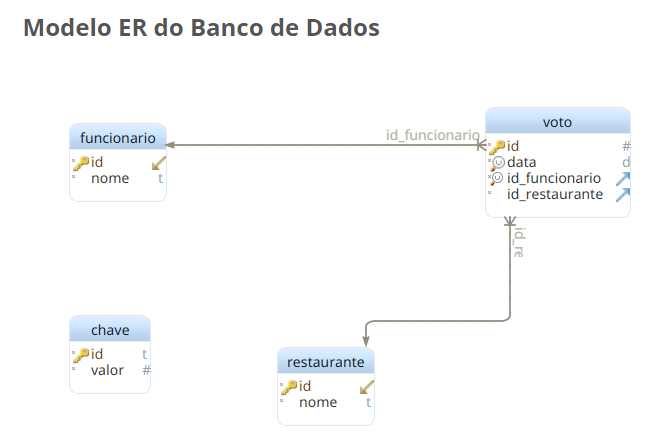 Modelo ER do Banco de Dados
funcionario
id
nome t
id_funcionario
voto
id #
data d
id_funcionario
id_restaurante
id_re
chave
id t
valor #
restaurante
id
nome t